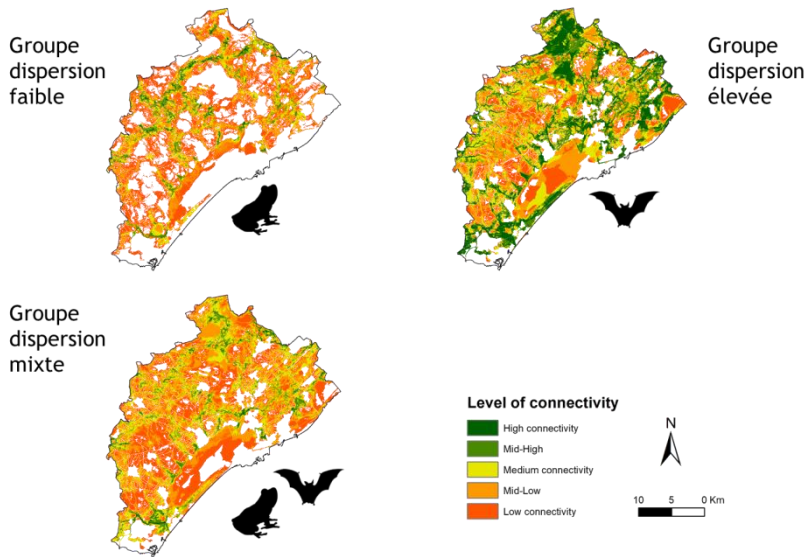 Groupe
dispersion
faible
Groupe
dispersion
élevée
Groupe
dispersion
mixte
Level of connectivity
High connectivity
Mid-High
Medium connectivity
Mid-Low
Low connectivity
N
10 5 0 Km